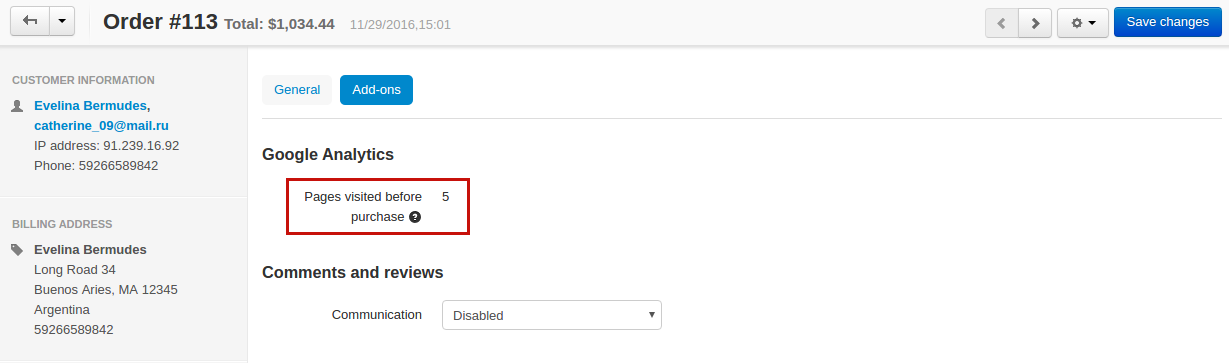 Order #113 Total: $1,034.44 11/29/2016,15:01
Save changes
CUSTOMER INFORMATION
Evelina Bermudes,
catherine_09@mail.ru
IP address: 91.239.16.92
Phone: 59266589842
BILLING ADDRESS
Evelina Bermudes
Long Road 34
Buenos Aries, MA 12345
Argentina
59266589842
General Add-ons
Google Analytics
Pages visited before 5
purchase ?
Comments and reviews
Communication Disabled